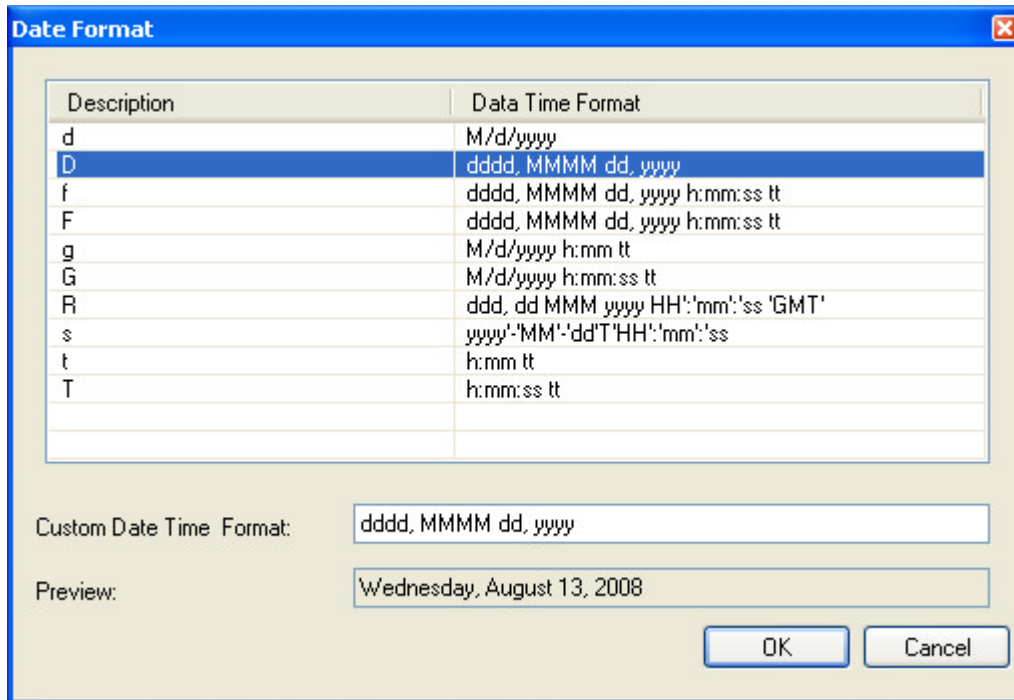 Date Format
Description Data Time Format
d M/d/yyyy
D dddd, MMMM dd, yyyy
f dddd, MMMM dd, yyyy h:mm:ss tt
F dddd, MMMM dd, yyyy h:mm:ss tt
g M/d/yyyy h:mm tt
G M/d/yyyy h:mm:ss tt
R ddd, dd MMM yyyy HH':'mm':'ss 'GMT'
s yyyy'-'MM'-'dd'T'HH':'mm':'ss
t h:mm tt
T h:mm:ss tt
Custom Date Time Format: dddd, MMMM dd, yyyy
Preview: Wednesday, August 13, 2008
OK Cancel